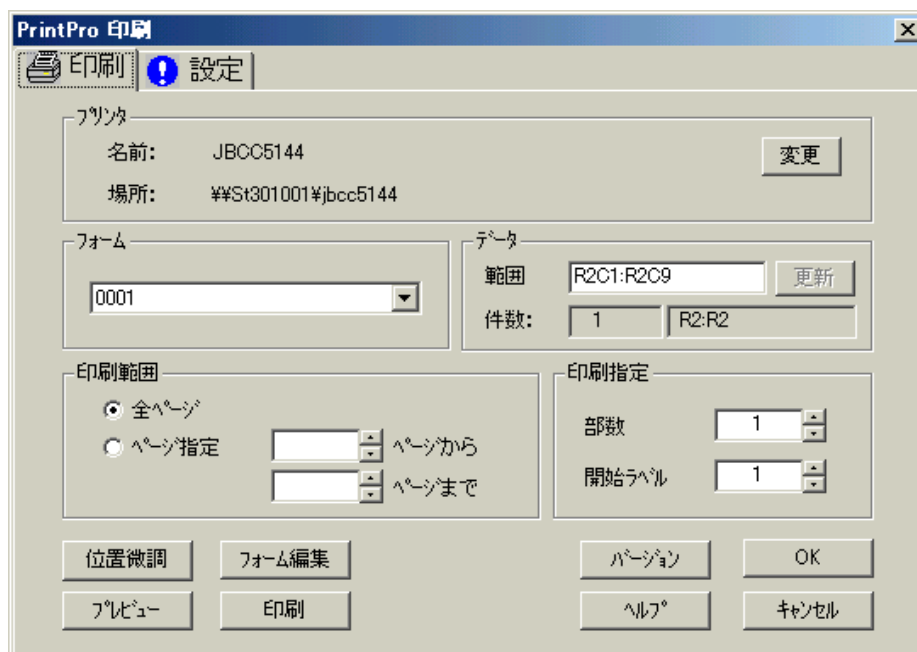 PrintPro 印刷
印刷 設定
プリンタ
名前: JBCC5144
変更
場所: ¥¥St301001¥jbcc5144
フォーム
0001
データ
範囲 R2C1:R2C9 更新
件数: 1 R2:R2
印刷範囲
全ページ
ページ指定 ページから
ページまで
印刷指定
部数 1
開始ラベル 1
位置微調 フォーム編集 バージョン OK
プレビュー 印刷 ヘルプ キャンセル